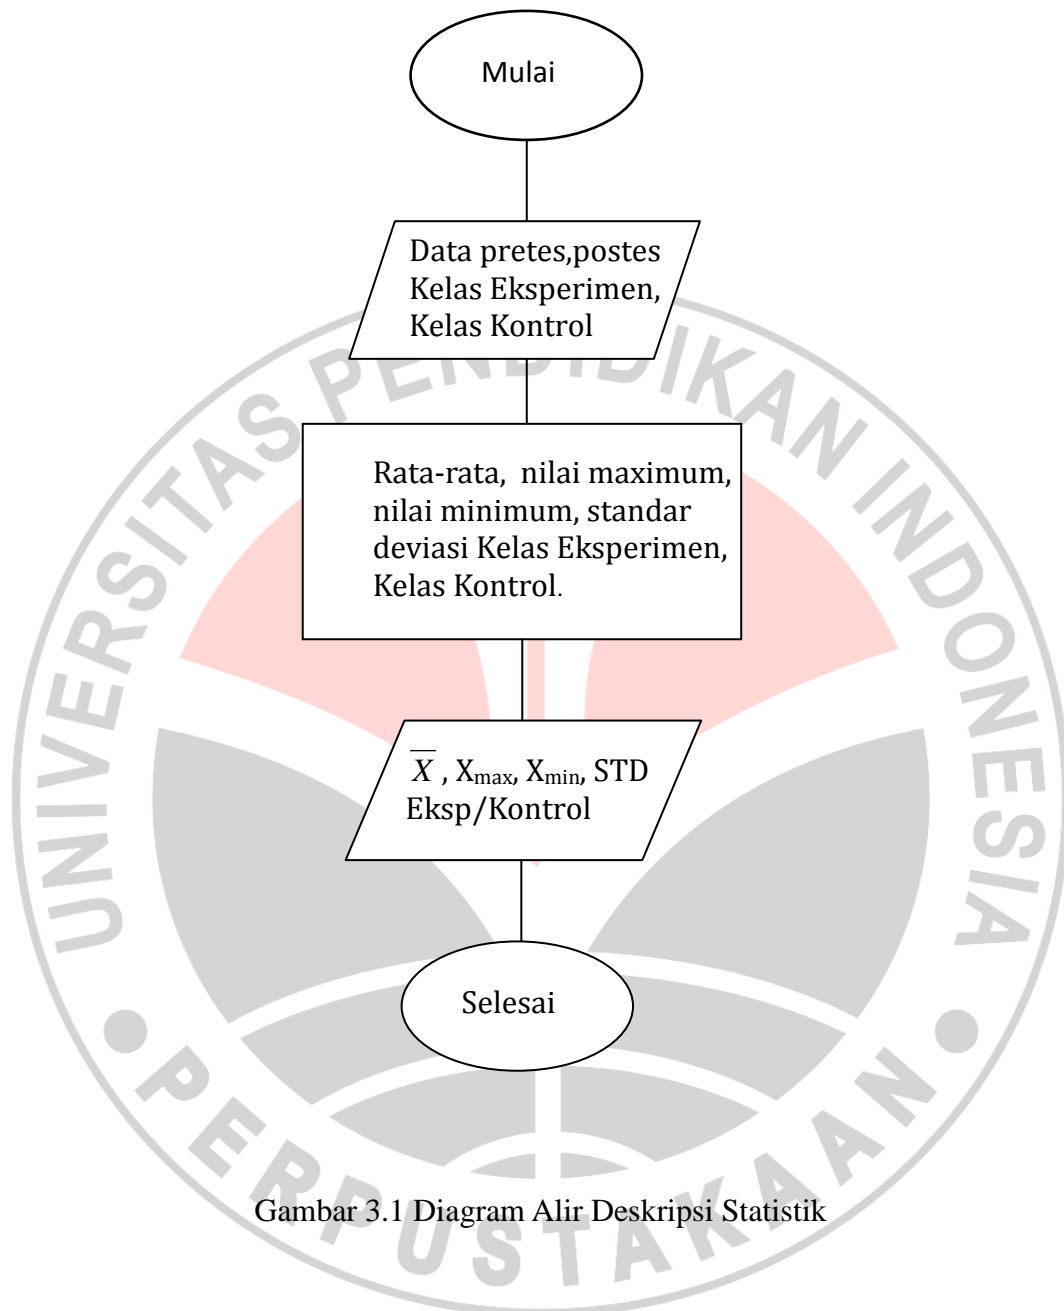 Mulai
Data pretes,postes
Kelas Eksperimen,
Kelas Kontrol
Rata-rata, nilai maximum,
nilai minimum, standar
deviasi Kelas Eksperimen,
Kelas Kontrol.
X̅ , Xmax, Xmin, STD
Eksp/Kontrol
Selesai
Gambar 3.1 Diagram Alir Deskripsi Statistik
UNIVERSITAS PENDIDIKAN INDONESIA
PERPUSTAKAAN